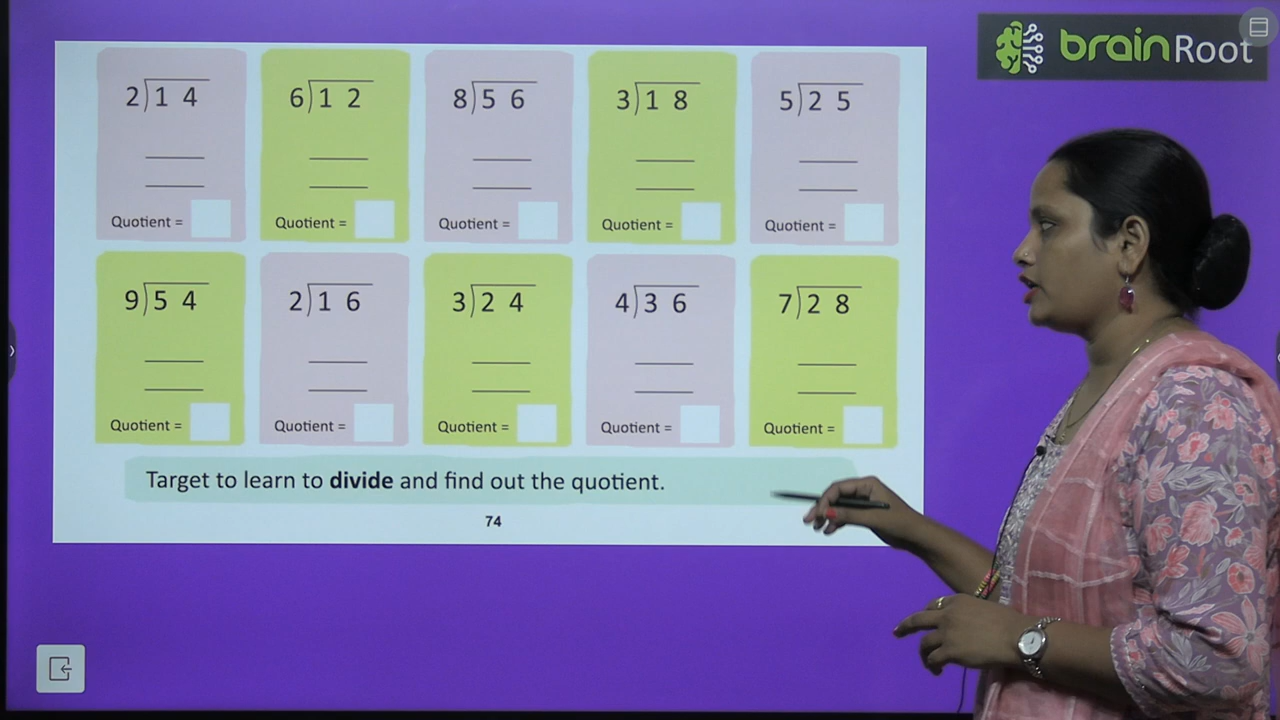 brainRoot
2)14 6)12 8)56 3)18 5)25
Quotient = Quotient = Quotient = Quotient = Quotient =
9)54 2)16 3)24 4)36 7)28
Quotient = Quotient = Quotient = Quotient = Quotient =
Target to learn to divide and find out the quotient.
74